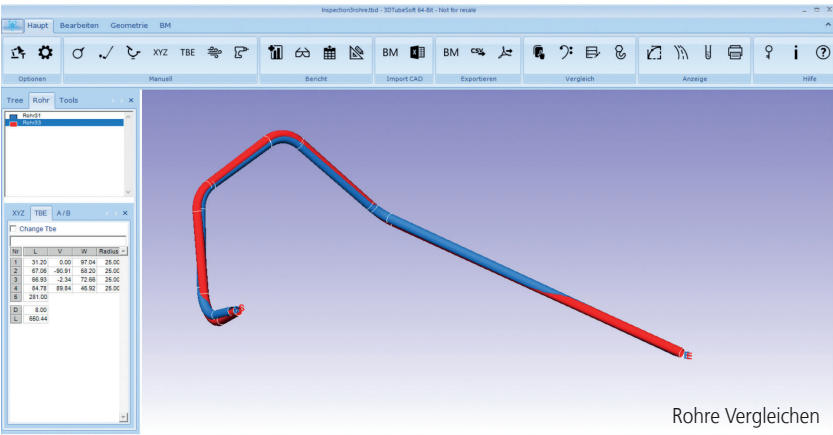 Inspection3rohre.tbd - 3DTubeSoft 64-Bit - Not for resale
Haupt Bearbeiten Geometrie BM
XYZ TBE BM BM CSV
Optionen Manuell Bericht Import CAD Exportieren Vergleich Anzeige Hilfe
Tree Rohr Tools
Rohr31
Rohr33
XYZ TBE A/B
Change Tbe
Nr L V W Radius
1 31.20 0.00 97.04 25.00
2 67.06 -90.91 68.20 25.00
3 66.93 -2.34 72.66 25.00
4 64.78 89.84 45.92 25.00
5 281.00
D 8.00
L 660.44
Rohre Vergleichen